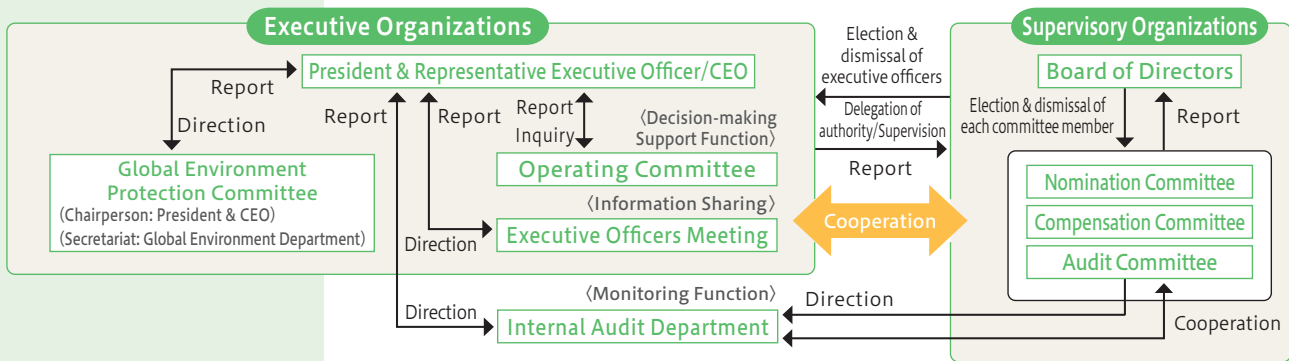 Executive Organizations
President & Representative Executive Officer/CEO
Report
Direction
Report
Report
Report
Inquiry
〈Decision-making
Support Function〉
Global Environment
Protection Committee
(Chairperson: President & CEO)
(Secretariat: Global Environment Department)
Operating Committee
〈Information Sharing〉
Direction
Executive Officers Meeting
〈Monitoring Function〉
Direction
Internal Audit Department
Election &
dismissal of
executive officers
Delegation of
authority/Supervision
Report
Cooperation
Direction
Supervisory Organizations
Board of Directors
Election & dismissal of
each committee member
Report
Nomination Committee
Compensation Committee
Audit Committee
Cooperation